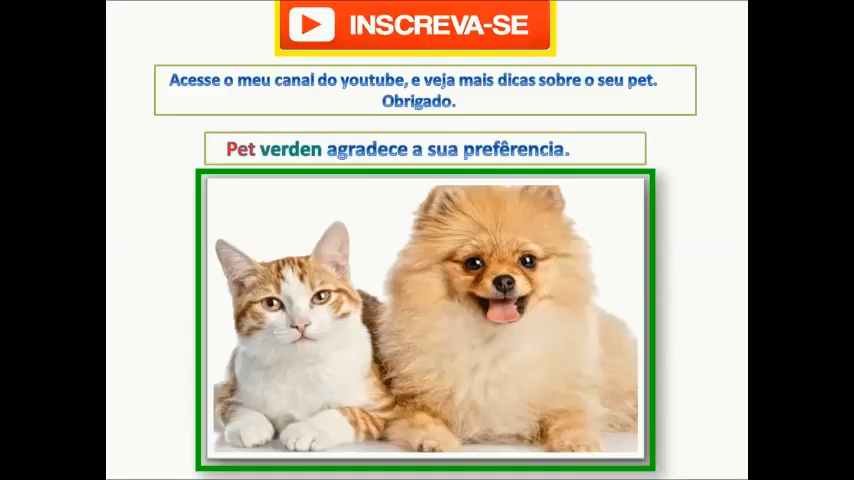 INSCREVA-SE
Acesse o meu canal do youtube, e veja mais dicas sobre o seu pet.
Obrigado.
Pet verden agradece a sua prefêrencia.